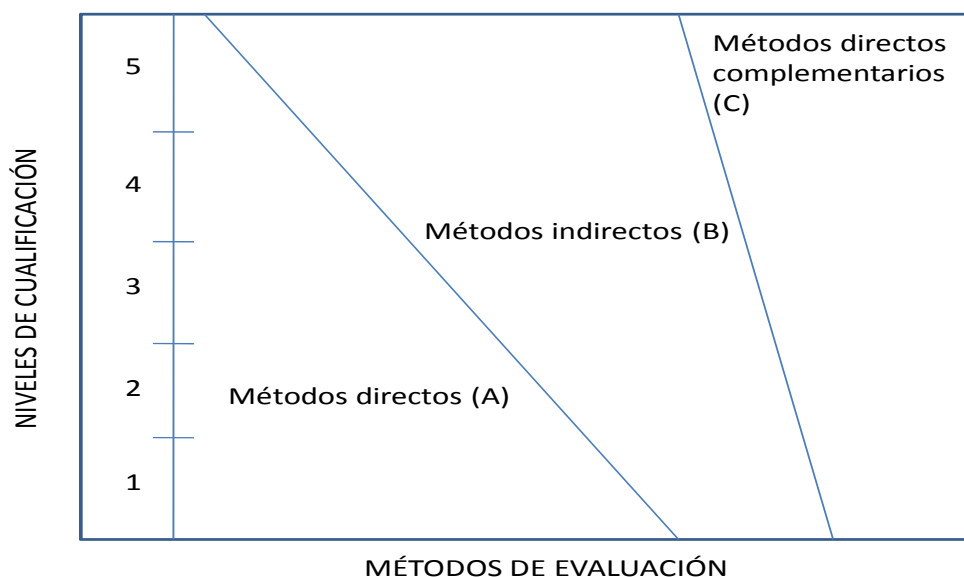 NIVELES DE CUALIFICACIÓN
5
4
3
2
1
Métodos directos
complementarios
(C)
Métodos indirectos (B)
Métodos directos (A)
MÉTODOS DE EVALUACIÓN